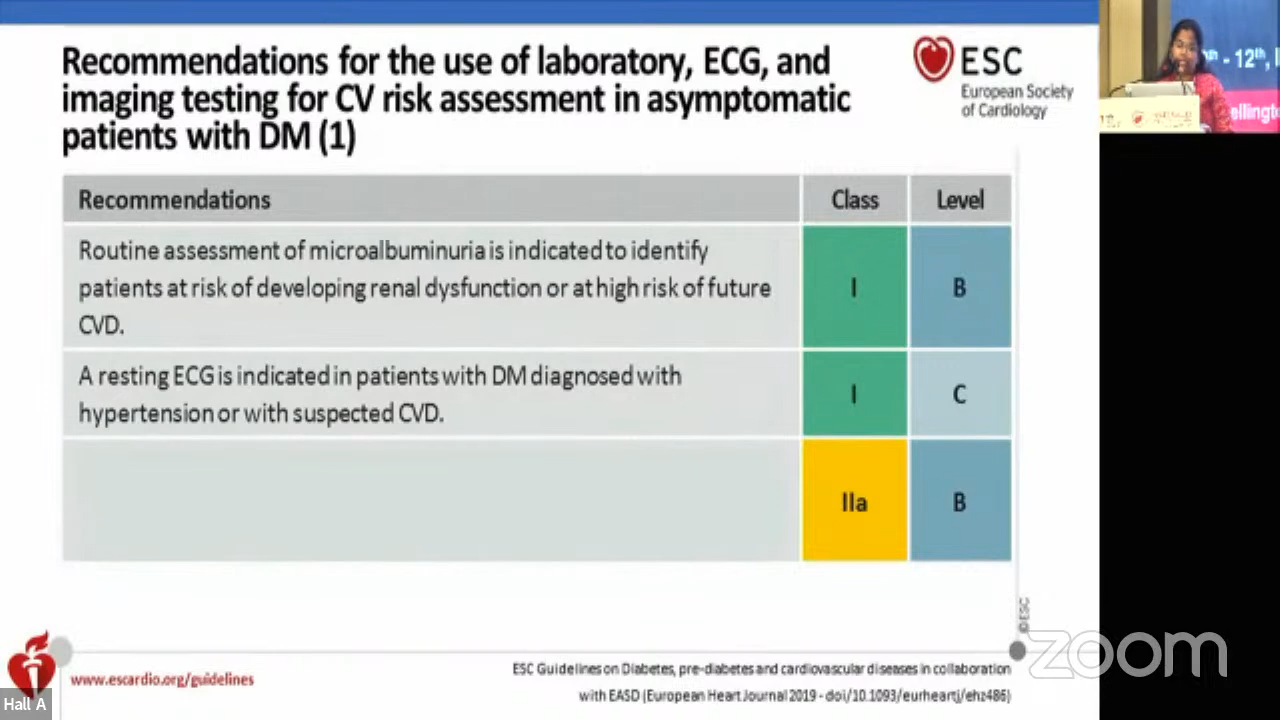 Recommendations for the use of laboratory, ECG, and
imaging testing for CV risk assessment in asymptomatic
patients with DM (1)
ESC
European Society
of Cardiology
- 12th,
ellingto
Recommendations
Class
Level
Routine assessment of microalbuminuria is indicated to identify
patients at risk of developing renal dysfunction or at high risk of future
CVD.
I
B
A resting ECG is indicated in patients with DM diagnosed with
hypertension or with suspected CVD.
I
C
IIa
B
©ESC
zoom
www.escardio.org/guidelines
ESC Guidelines on Diabetes, pre-diabetes and cardiovascular diseases in collaboration
with EASD (European Heart Journal 2019 - doi/10.1093/eurheartj/ehz486)
Hall A